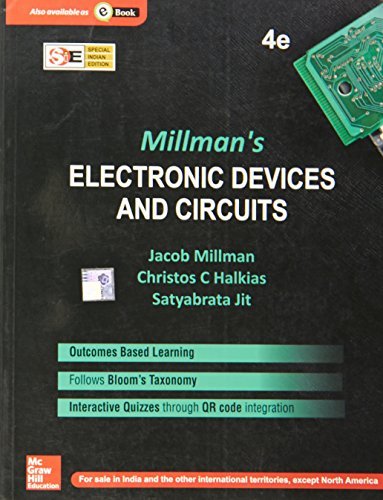 Also available as
e Book
SiE
SPECIAL
INDIAN
EDITION
4e
Millman's
ELECTRONIC DEVICES
AND CIRCUITS
Jacob Millman
Christos C Halkias
Satyabrata Jit
Outcomes Based Learning
Follows Bloom's Taxonomy
Interactive Quizzes through QR code integration
Mc
Graw
Hill
Education
For sale in India and the other international territories, except North America